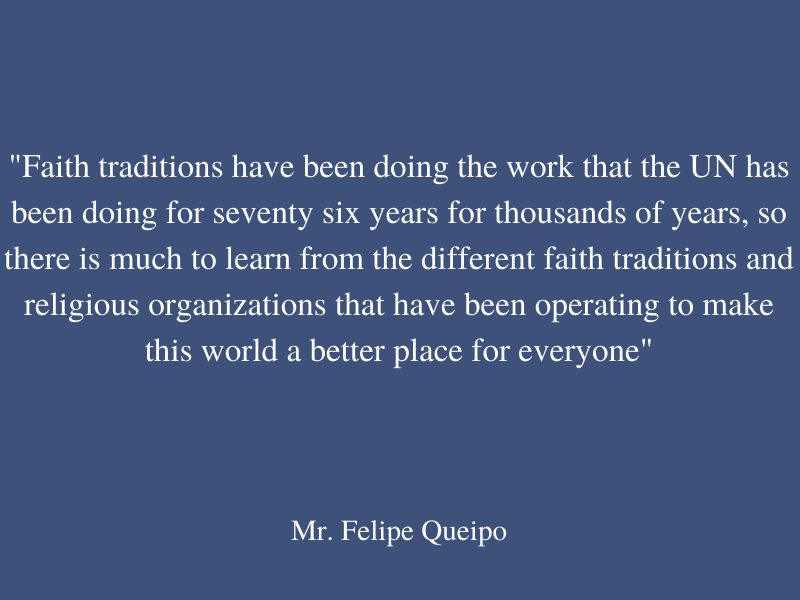 "Faith traditions have been doing the work that the UN has
been doing for seventy six years for thousands of years, so
there is much to learn from the different faith traditions and
religious organizations that have been operating to make
this world a better place for everyone"
Mr. Felipe Queipo